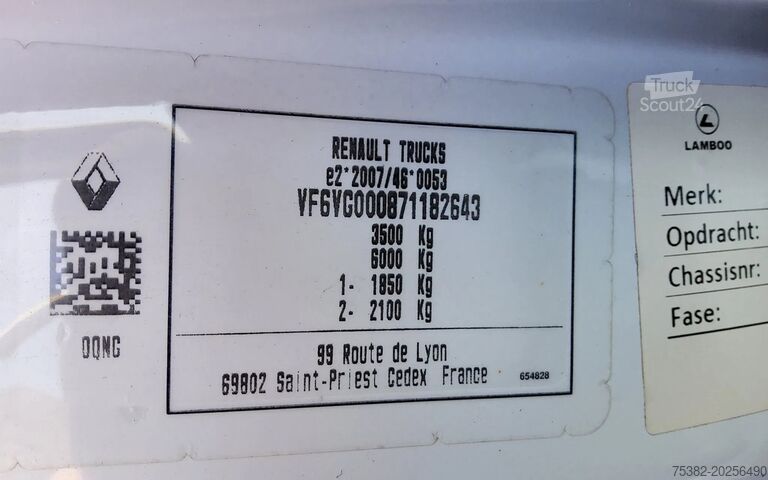 RENAULT TRUCKS
e2*2007/46*0053
VF6VG000871182643
3500 Kg
6000 Kg
1- 1850 Kg
2- 2100 Kg
99 Route de Lyon
69802 Saint-Priest Cedex France 654828
OQNG
Truck
Scout24
LAMBOO
Merk:
Opdracht:
Chassisnr:
Fase:
75382-20256490